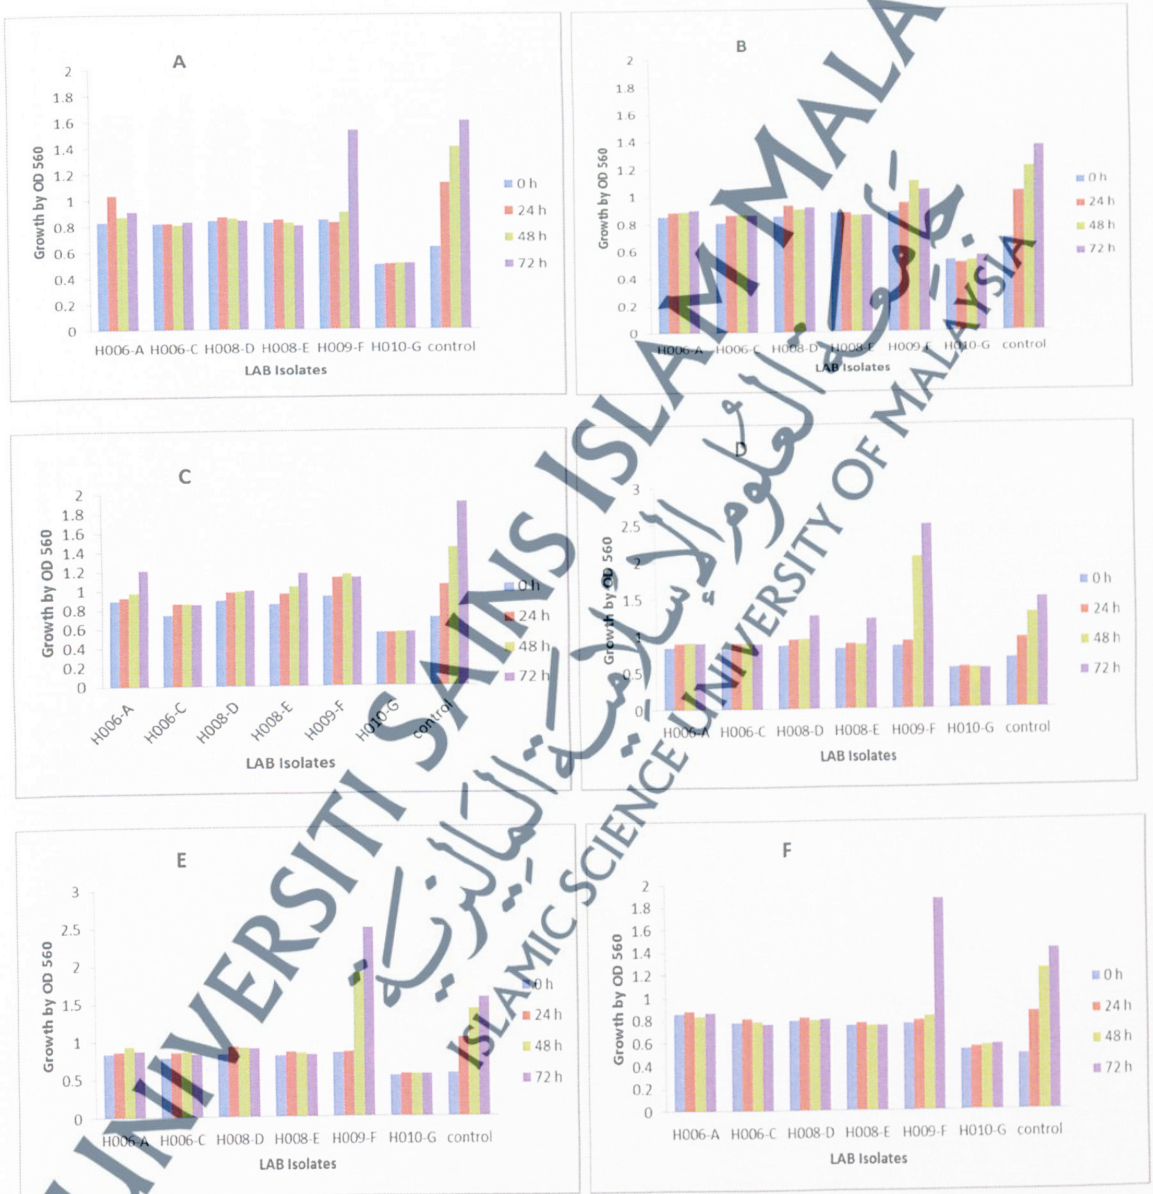 A
2
1.8
1.6
1.4
1.2
1
0.8
0.6
0.4
0.2
0
Growth by OD 560
H006-A H006-C H008-D H008-E H009-F H010-G control
LAB Isolates
0 h
24 h
48 h
72 h
B
2
1.8
1.6
1.4
1.2
1
0.8
0.6
0.4
0.2
0
Growth by OD 560
H006-A H006-C H008-D H008-E H009-F H010-G control
LAB Isolates
0 h
24 h
48 h
72 h
C
2
1.8
1.6
1.4
1.2
1
0.8
0.6
0.4
0.2
0
Growth by OD 560
H006-A H006-C H008-D H008-E H009-F H010-G control
LAB Isolates
0 h
24 h
48 h
72 h
D
3
2.5
2
1.5
1
0.5
0
Growth by OD 560
H006-A H006-C H008-D H008-E H009-F H010-G control
LAB Isolates
0 h
24 h
48 h
72 h
E
3
2.5
2
1.5
1
0.5
0
Growth by OD 560
H006-A H006-C H008-D H008-E H009-F H010-G control
LAB Isolates
0 h
24 h
48 h
72 h
F
2
1.8
1.6
1.4
1.2
1
0.8
0.6
0.4
0.2
0
Growth by OD 560
H006-A H006-C H008-D H008-E H009-F H010-G control
LAB Isolates
0 h
24 h
48 h
72 h
UNIVERSITI SAINS ISLAM MALA
جامعة العلوم الإسلامية الماليزية
ISLAMIC SCIENCE UNIVERSITY OF MALAYSIA